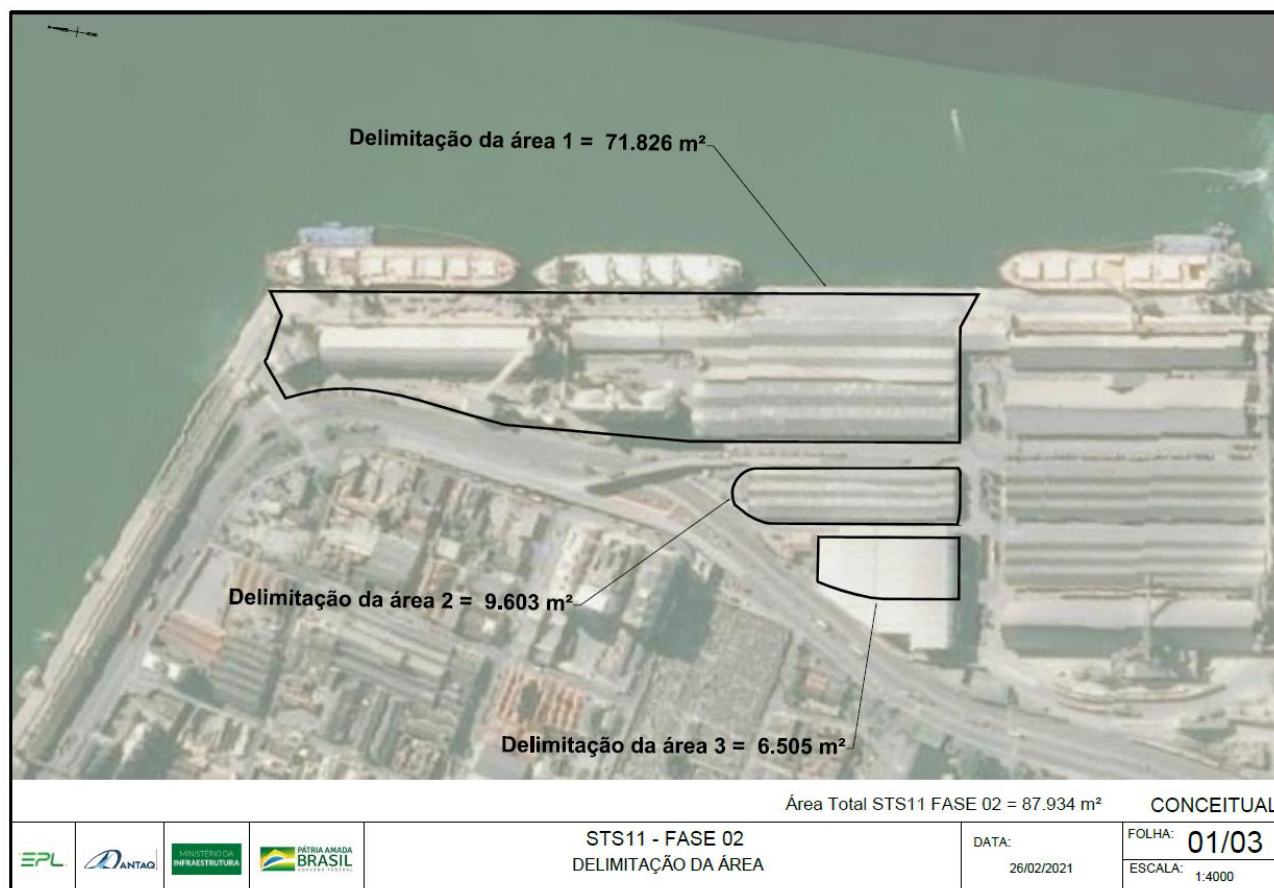 Delimitação da área 1 =  71.826 m²
Delimitação da área 2 =  9.603 m²
Delimitação da área 3 =  6.505 m²
Área Total STS11 FASE 02 = 87.934 m²
CONCEITUAL
EPL
ANTAQ
MINISTÉRIO DA
INFRAESTRUTURA
PÁTRIA AMADA
BRASIL
GOVERNO FEDERAL
STS11 - FASE 02
DELIMITAÇÃO DA ÁREA
DATA:
26/02/2021
FOLHA: 01/03
ESCALA: 1:4000